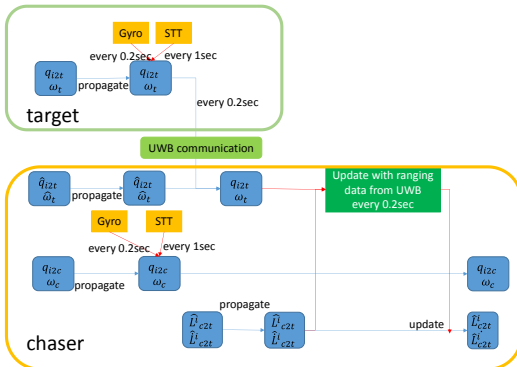 Gyro
STT
every 0.2sec
every 1sec
q_{i2t}
ω_t
propagate
q_{i2t}
ω_t
every 0.2sec
target
UWB communication
q̂_{i2t}
ω̂_t
propagate
q̂_{i2t}
ω̂_t
q_{i2t}
ω_t
Update with ranging
data from UWB
every 0.2sec
Gyro
STT
every 0.2sec
every 1sec
q_{i2c}
ω_c
propagate
q_{i2c}
ω_c
q_{i2c}
ω_c
propagate
L̂^i_{c2t}
L̂̇^i_{c2t}
L̂^i_{c2t}
L̂̇^i_{c2t}
update
L̂^i_{c2t}
L̂̇^i_{c2t}
chaser